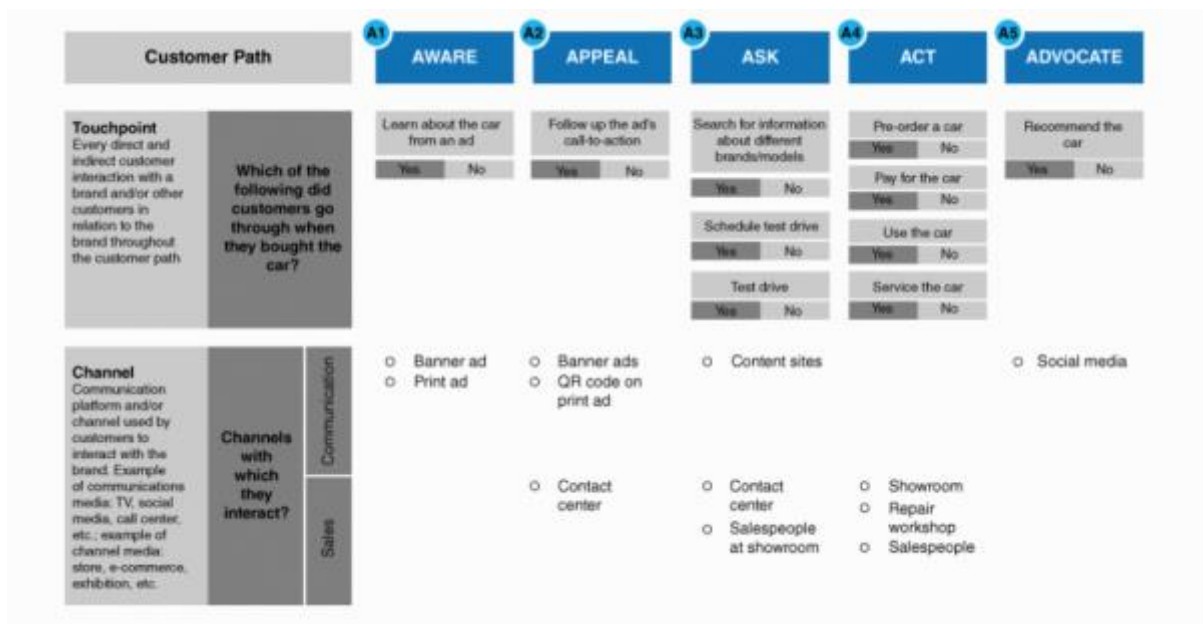 Customer Path
A1
AWARE
A2
APPEAL
A3
ASK
A4
ACT
A5
ADVOCATE
Touchpoint
Every direct and
indirect customer
interaction with a
brand and/or other
customers in
relation to the
brand throughout
the customer path
Which of the
following did
customers go
through when
they bought the
car?
Learn about the car
from an ad
Yes No
Follow up the ad's
call-to-action
Yes No
Search for information
about different
brands/models
Yes No
Schedule test drive
Yes No
Test drive
Yes No
Pre-order a car
Yes No
Pay for the car
Yes No
Use the car
Yes No
Service the car
Yes No
Recommend the
car
Yes No
Channel
Communication
platform and/or
channel used by
customers to
interact with the
brand. Example
of communications
media: TV, social
media, call center,
etc.; example of
channel media:
store, e-commerce,
exhibition, etc.
Channels
with
which
they
interact?
Communication
○ Banner ad
○ Print ad
○ Banner ads
○ QR code on
print ad
○ Content sites
○ Social media
Sales
○ Contact
center
○ Contact
center
○ Salespeople
at showroom
○ Showroom
○ Repair
workshop
○ Salespeople